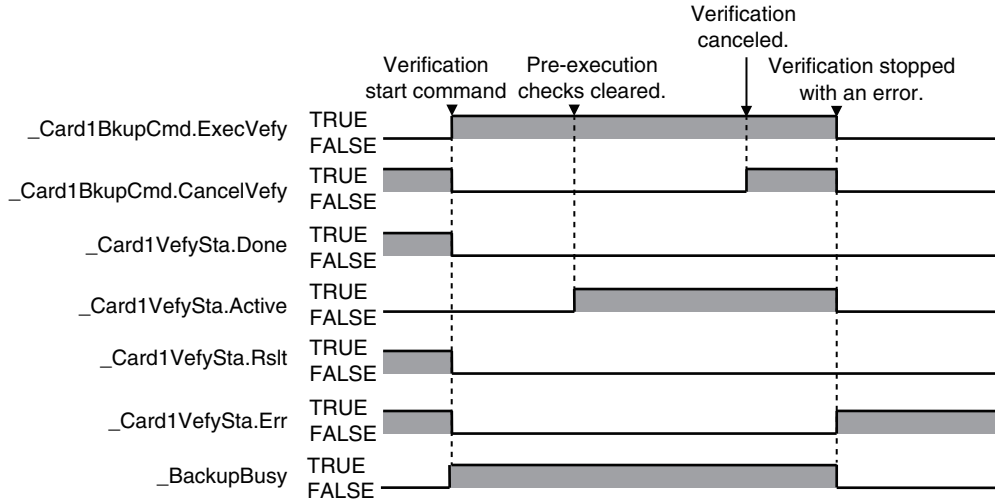 Verification
canceled.
Verification
start command
Pre-execution
checks cleared.
Verification stopped
with an error.
_Card1BkupCmd.ExecVefy
TRUE
FALSE
_Card1BkupCmd.CancelVefy
TRUE
FALSE
_Card1VefySta.Done
TRUE
FALSE
_Card1VefySta.Active
TRUE
FALSE
_Card1VefySta.Rslt
TRUE
FALSE
_Card1VefySta.Err
TRUE
FALSE
_BackupBusy
TRUE
FALSE